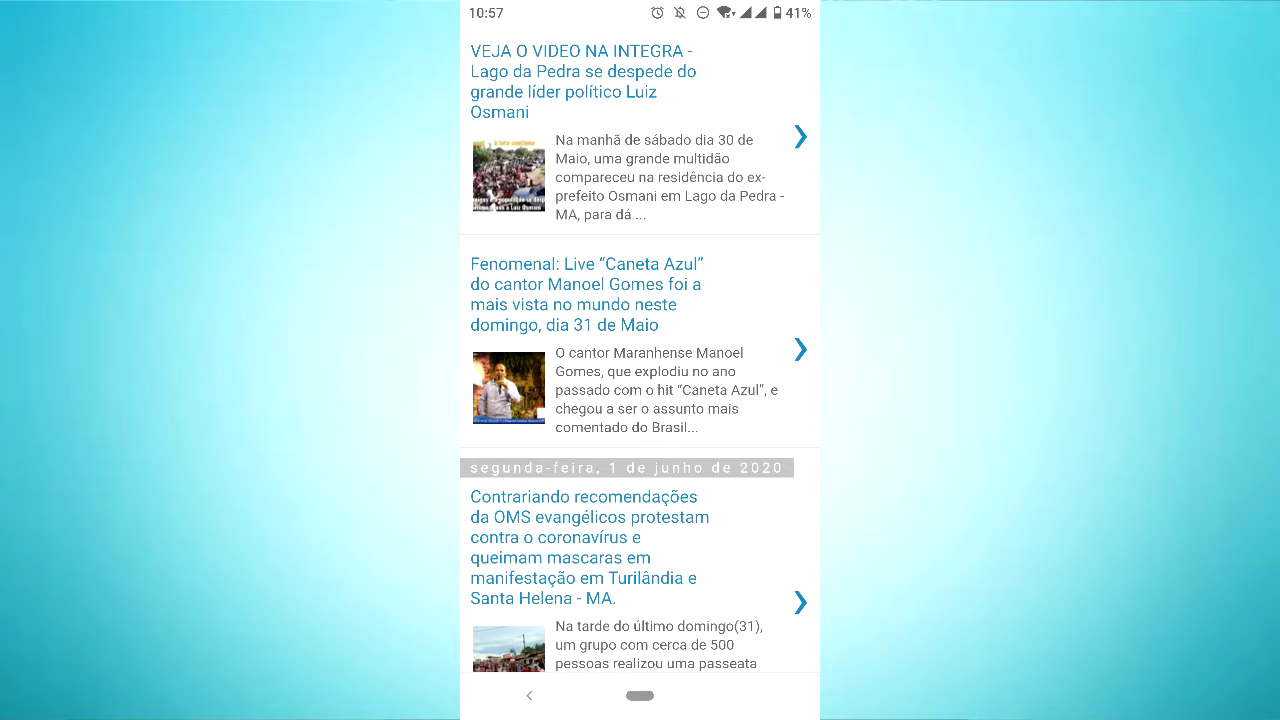 10:57
41%
VEJA O VIDEO NA INTEGRA -
Lago da Pedra se despede do
grande líder político Luiz
Osmani
Na manhã de sábado dia 30 de
Maio, uma grande multidão
compareceu na residência do ex-
prefeito Osmani em Lago da Pedra -
MA, para dá ...
Fenomenal: Live “Caneta Azul”
do cantor Manoel Gomes foi a
mais vista no mundo neste
domingo, dia 31 de Maio
O cantor Maranhense Manoel
Gomes, que explodiu no ano
passado com o hit “Caneta Azul”, e
chegou a ser o assunto mais
comentado do Brasil...
segunda-feira, 1 de junho de 2020
Contrariando recomendações
da OMS evangélicos protestam
contra o coronavírus e
queimam mascaras em
manifestação em Turilândia e
Santa Helena - MA.
Na tarde do último domingo(31),
um grupo com cerca de 500
pessoas realizou uma passeata